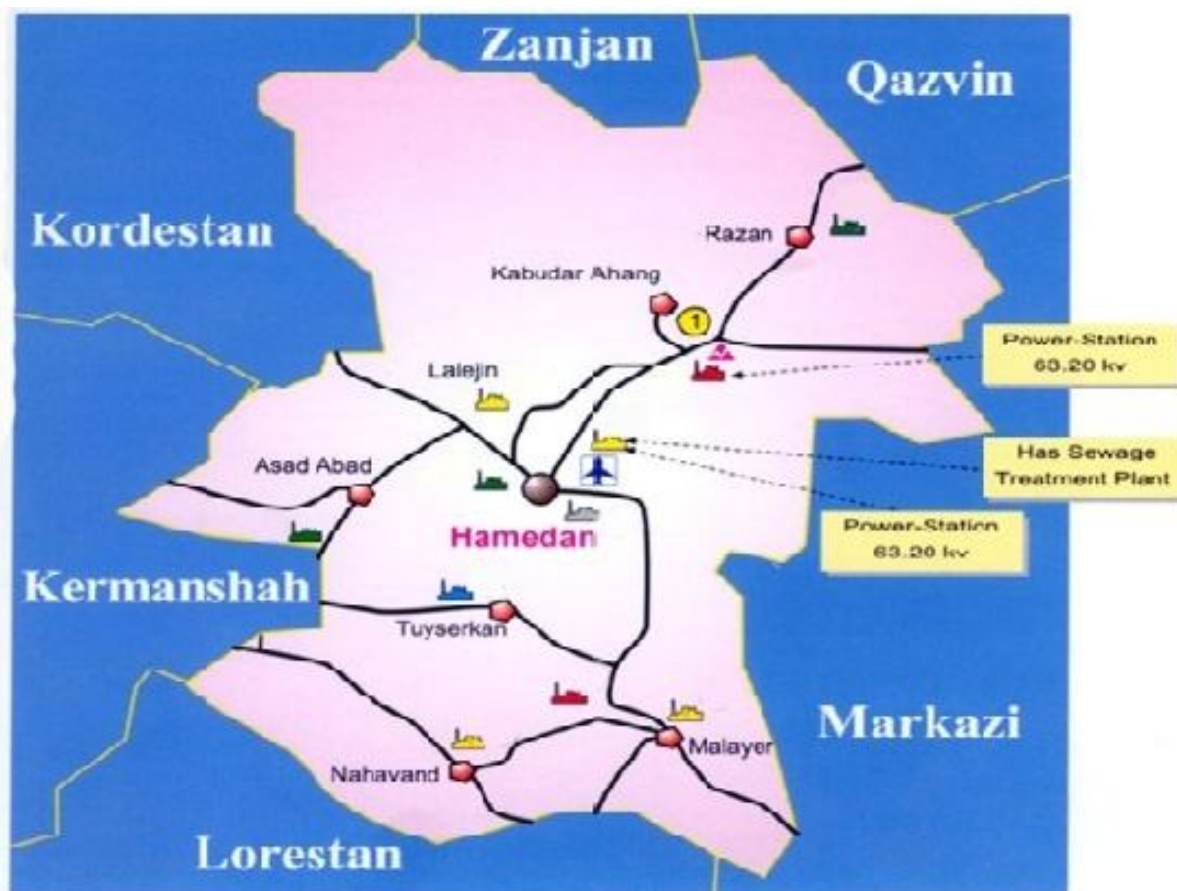 Zanjan
Qazvin
Kordestan
Razan
Kabudar Ahang
1
Power-Station
63.20 kv
Lalejin
Has Sewage
Treatment Plant
Asad Abad
Power-Station
63.20 kv
Hamedan
Kermanshah
Tuyserkan
Markazi
Malayer
Nahavand
Lorestan